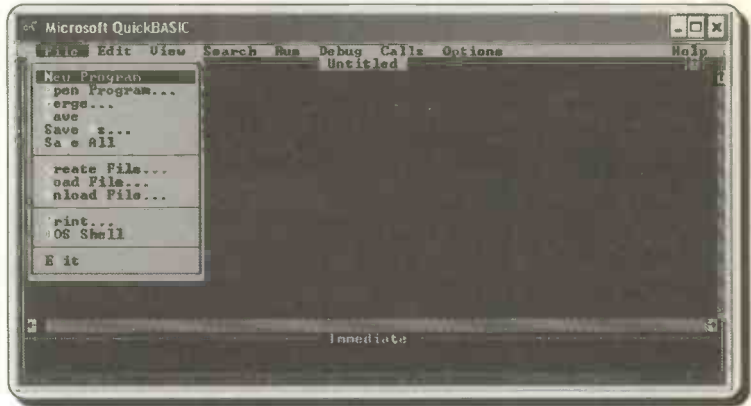 Microsoft QuickBASIC
File Edit View Search Run Debug Calls Options Help
Untitled
New Program
pen Program...
erge...
ave
Save s...
Sa e All
reate File...
oad File...
nload File...
rint...
OS Shell
E it
Immediate